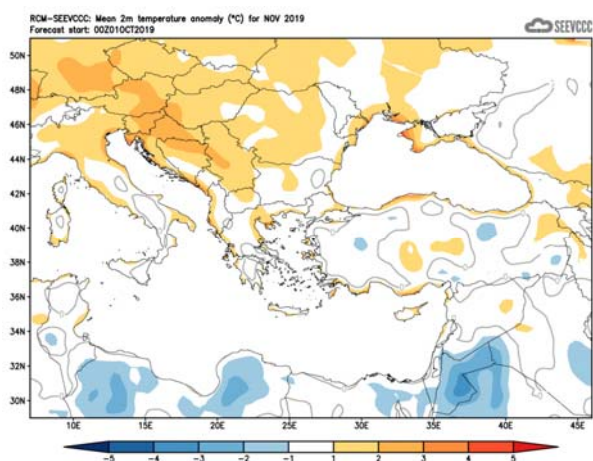 RCM-SEEVCCC: Mean 2m temperature anomaly (°C) for NOV 2019
Forecast start: 00Z01OCT2019
SEEVCCC
50N
48N
46N
44N
42N
40N
38N
36N
34N
32N
30N
10E 15E 20E 25E 30E 35E 40E 45E
-5 -4 -3 -2 -1 1 2 3 4 5